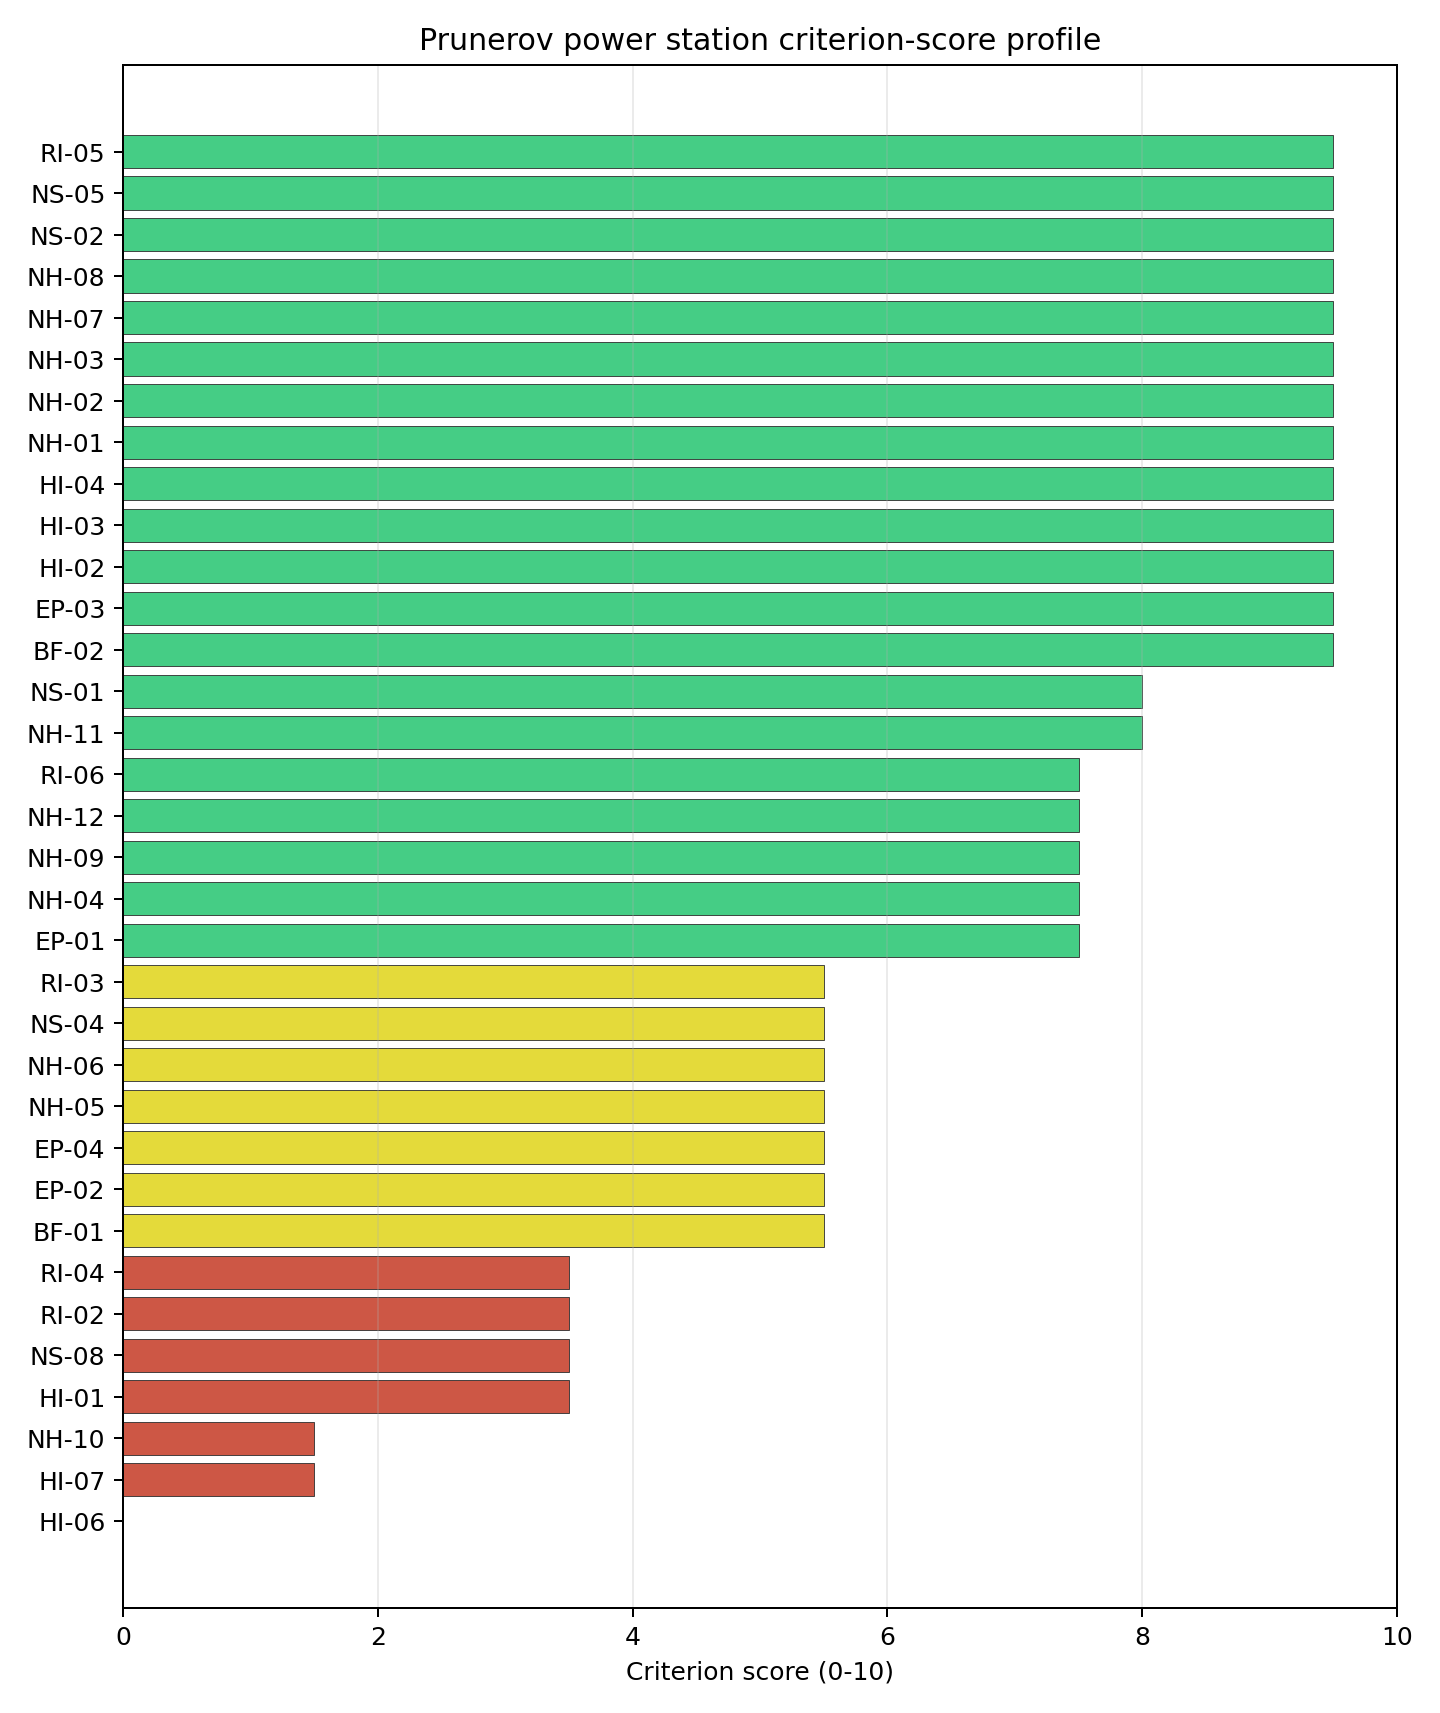 Prunerov power station criterion-score profile
RI-05
NS-05
NS-02
NH-08
NH-07
NH-03
NH-02
NH-01
HI-04
HI-03
HI-02
EP-03
BF-02
NS-01
NH-11
RI-06
NH-12
NH-09
NH-04
EP-01
RI-03
NS-04
NH-06
NH-05
EP-04
EP-02
BF-01
RI-04
RI-02
NS-08
HI-01
NH-10
HI-07
HI-06
0 2 4 6 8 10
Criterion score (0-10)